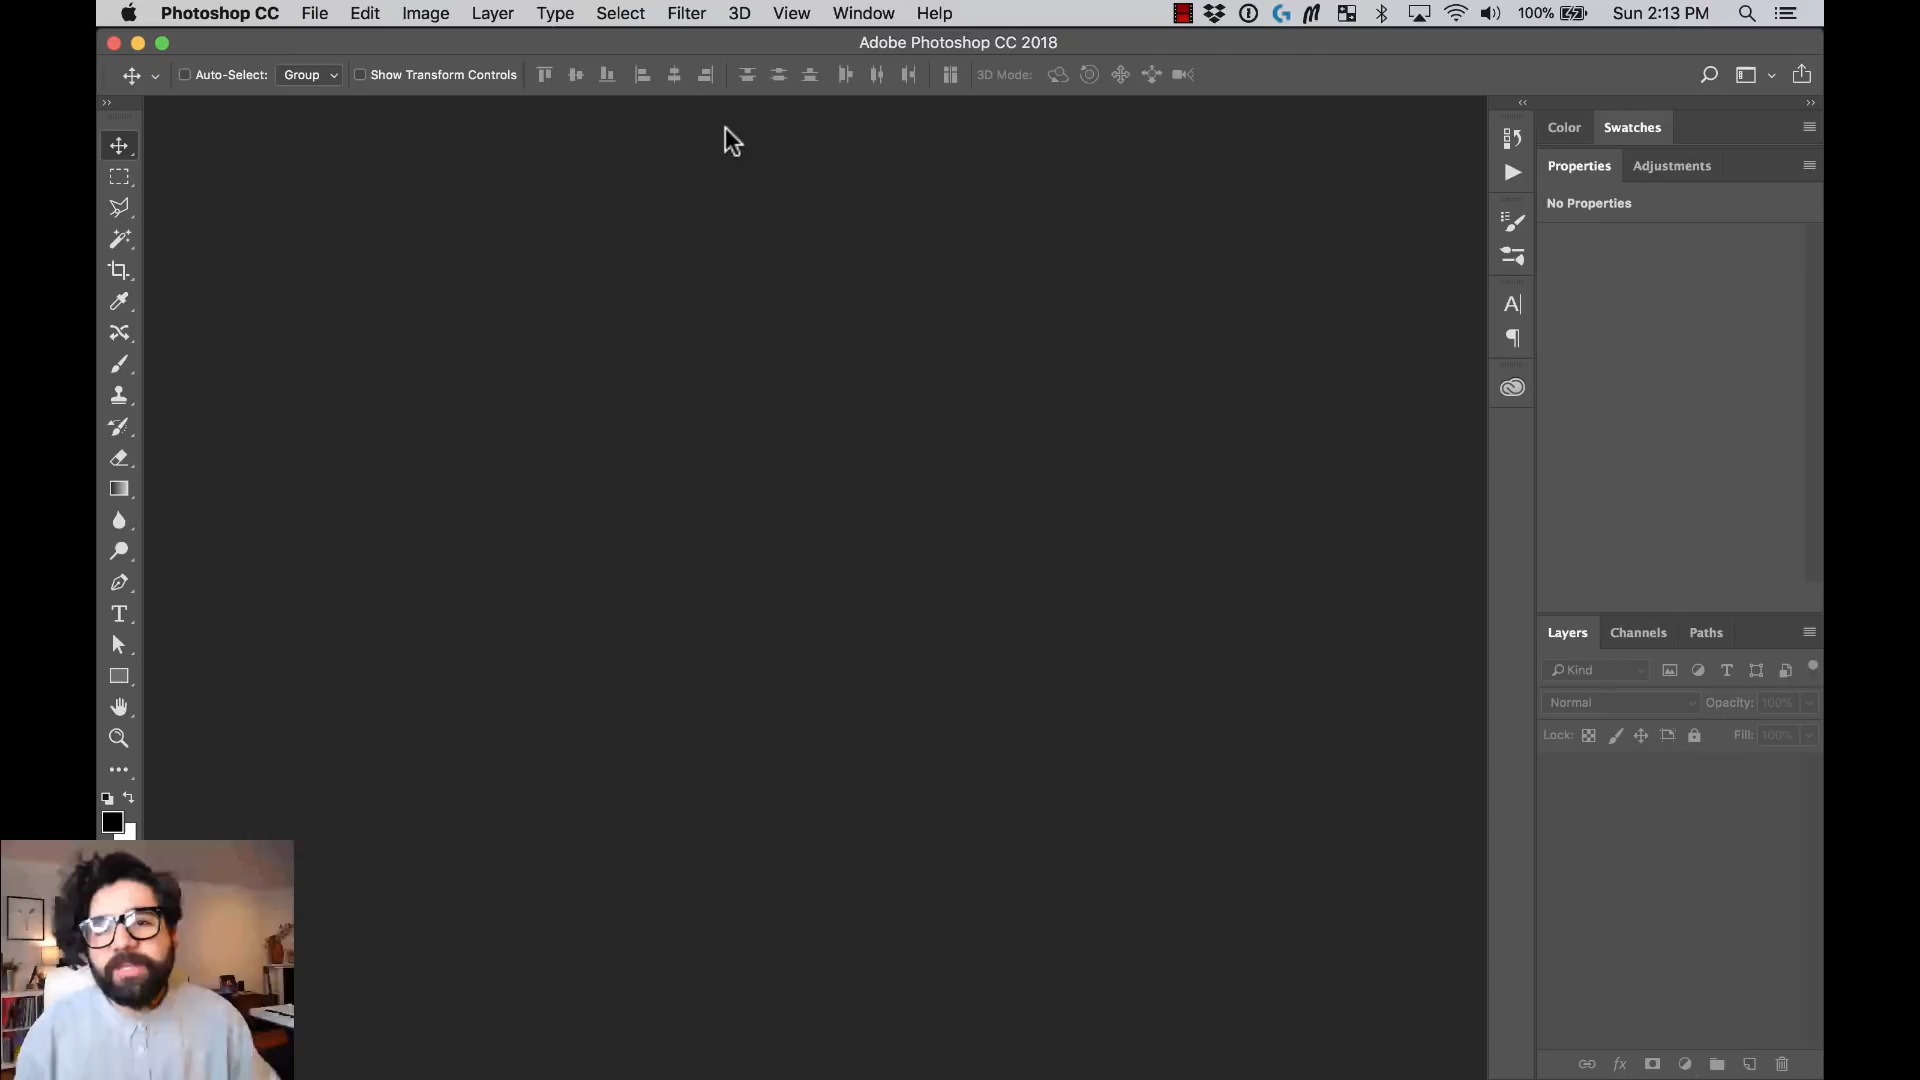 Photoshop CC File Edit Image Layer Type Select Filter 3D View Window Help 100% Sun 2:13 PM
Adobe Photoshop CC 2018
Auto-Select: Group Show Transform Controls 3D Mode:
Color Swatches
Properties Adjustments
No Properties
Layers Channels Paths
Kind
Normal Opacity: 100%
Lock: Fill: 100%